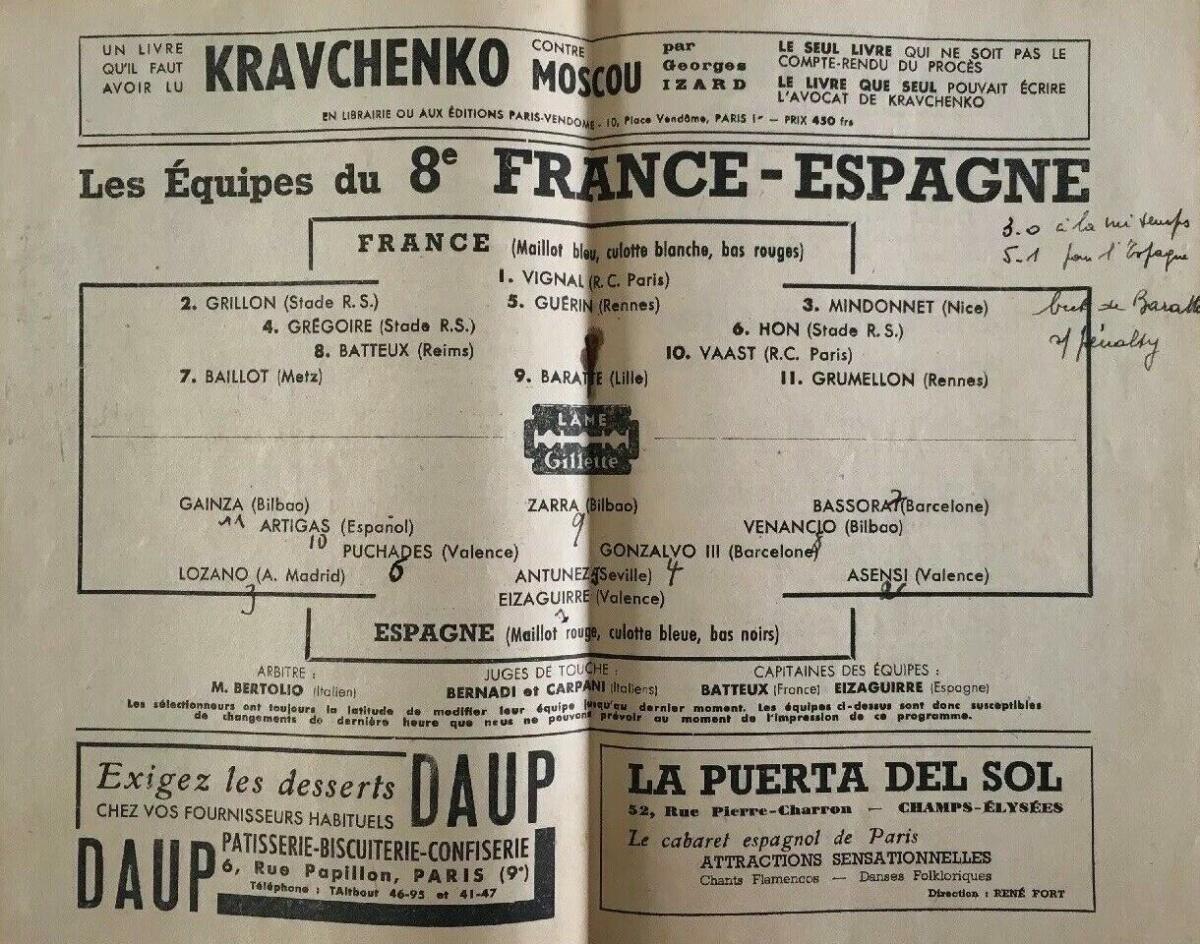 UN LIVRE
QU'IL FAUT
AVOIR LU
KRAVCHENKO
CONTRE
MOSCOU
par
Georges
IZARD
LE SEUL LIVRE QUI NE SOIT PAS LE
COMPTE-RENDU DU PROCÈS
LE LIVRE QUE SEUL POUVAIT ÉCRIRE
L'AVOCAT DE KRAVCHENKO
EN LIBRAIRIE OU AUX ÉDITIONS PARIS-VENDOME - 10, Place Vendôme, PARIS 1er — PRIX 450 frs
Les Équipes du 8e FRANCE-ESPAGNE
3.0 à la mi temps
5-1 pour l'Espagne
but de Baratte
s/ pénalty
FRANCE (Maillot bleu, culotte blanche, bas rouges)
1. VIGNAL (R.C. Paris)
2. GRILLON (Stade R.S.) 5. GUÉRIN (Rennes) 3. MINDONNET (Nice)
4. GRÉGOIRE (Stade R.S.) 6. HON (Stade R.S.)
8. BATTEUX (Reims) 10. VAAST (R.C. Paris)
7. BAILLOT (Metz) 9. BARATTE (Lille) 11. GRUMELLON (Rennes)
LAME
Gillette
GAINZA (Bilbao) ZARRA (Bilbao) BASSORA (Barcelone)
11 9 7
ARTIGAS (Español) VENANCIO (Bilbao)
10 8
PUCHADES (Valence) GONZALVO III (Barcelone)
6 4
LOZANO (A. Madrid) ANTUNEZ (Seville) ASENSI (Valence)
3 5 2
EIZAGUIRRE (Valence)
1
ESPAGNE (Maillot rouge, culotte bleue, bas noirs)
ARBITRE :
M. BERTOLIO (Italien)
JUGES DE TOUCHE :
BERNADI et CARPANI (Italiens)
CAPITAINES DES ÉQUIPES :
BATTEUX (France) EIZAGUIRRE (Espagne)
Les sélectionneurs ont toujours la latitude de modifier leur équipe jusqu'au dernier moment. Les équipes ci-dessus sont donc susceptibles
de changements de dernière heure que neus ne pouvons prévoir au moment de l'impression de ce programme.
Exigez les desserts DAUP
CHEZ VOS FOURNISSEURS HABITUELS
DAUP PATISSERIE-BISCUITERIE-CONFISERIE
6, Rue Papillon, PARIS (9e)
Téléphone : TAItbout 46-95 et 41-47
LA PUERTA DEL SOL
52, Rue Pierre-Charron — CHAMPS-ÉLYSÉES
Le cabaret espagnol de Paris
ATTRACTIONS SENSATIONNELLES
Chants Flamencos — Danses Folkloriques
Direction : RENÉ FORT